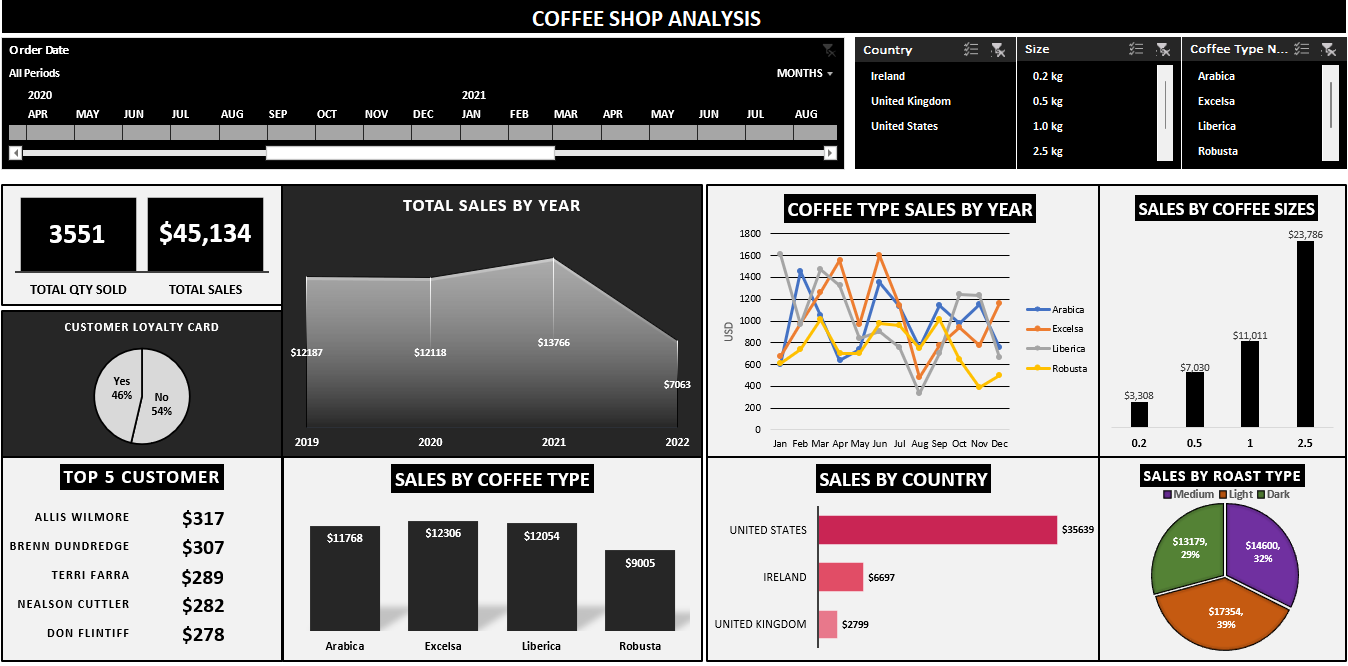 COFFEE SHOP ANALYSIS
Order Date
All Periods
MONTHS
2020 2021
APR MAY JUN JUL AUG SEP OCT NOV DEC JAN FEB MAR APR MAY JUN JUL AUG
Country
Ireland
United Kingdom
United States
Size
0.2 kg
0.5 kg
1.0 kg
2.5 kg
Coffee Type N...
Arabica
Excelsa
Liberica
Robusta
3551 $45,134
TOTAL QTY SOLD TOTAL SALES
CUSTOMER LOYALTY CARD
Yes
46%
No
54%
TOTAL SALES BY YEAR
$12187 $12118 $13766 $7063
2019 2020 2021 2022
COFFEE TYPE SALES BY YEAR
USD
1800
1600
1400
1200
1000
800
600
400
200
0
Jan Feb Mar Apr May Jun Jul Aug Sep Oct Nov Dec
Arabica
Excelsa
Liberica
Robusta
SALES BY COFFEE SIZES
$3,308 $7,030 $11,011 $23,786
0.2 0.5 1 2.5
TOP 5 CUSTOMER
ALLIS WILMORE $317
BRENN DUNDREDGE $307
TERRI FARRA $289
NEALSON CUTTLER $282
DON FLINTIFF $278
SALES BY COFFEE TYPE
$11768 $12306 $12054 $9005
Arabica Excelsa Liberica Robusta
SALES BY COUNTRY
UNITED STATES $35639
IRELAND $6697
UNITED KINGDOM $2799
SALES BY ROAST TYPE
Medium Light Dark
$13179,
29%
$14600,
32%
$17354,
39%